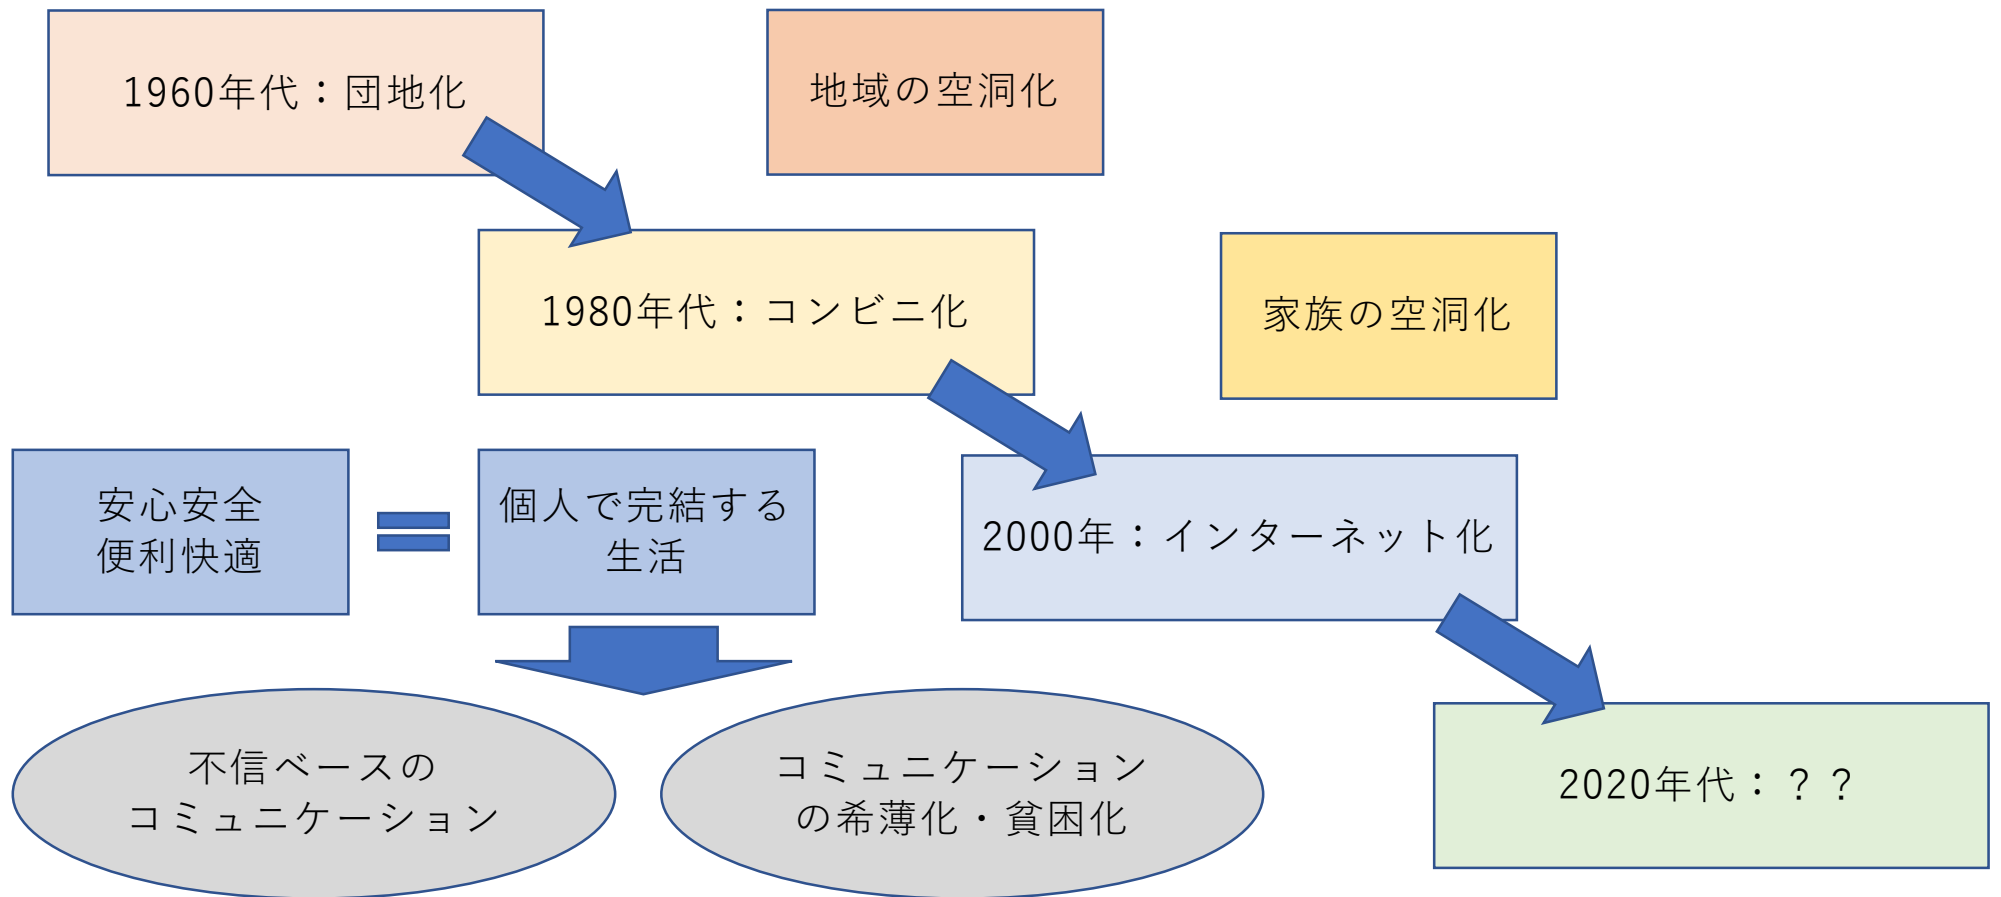 1960年代：団地化
地域の空洞化
1980年代：コンビニ化
家族の空洞化
安心安全
便利快適
個人で完結する
生活
2000年：インターネット化
不信ベースの
コミュニケーション
コミュニケーション
の希薄化・貧困化
2020年代：？？